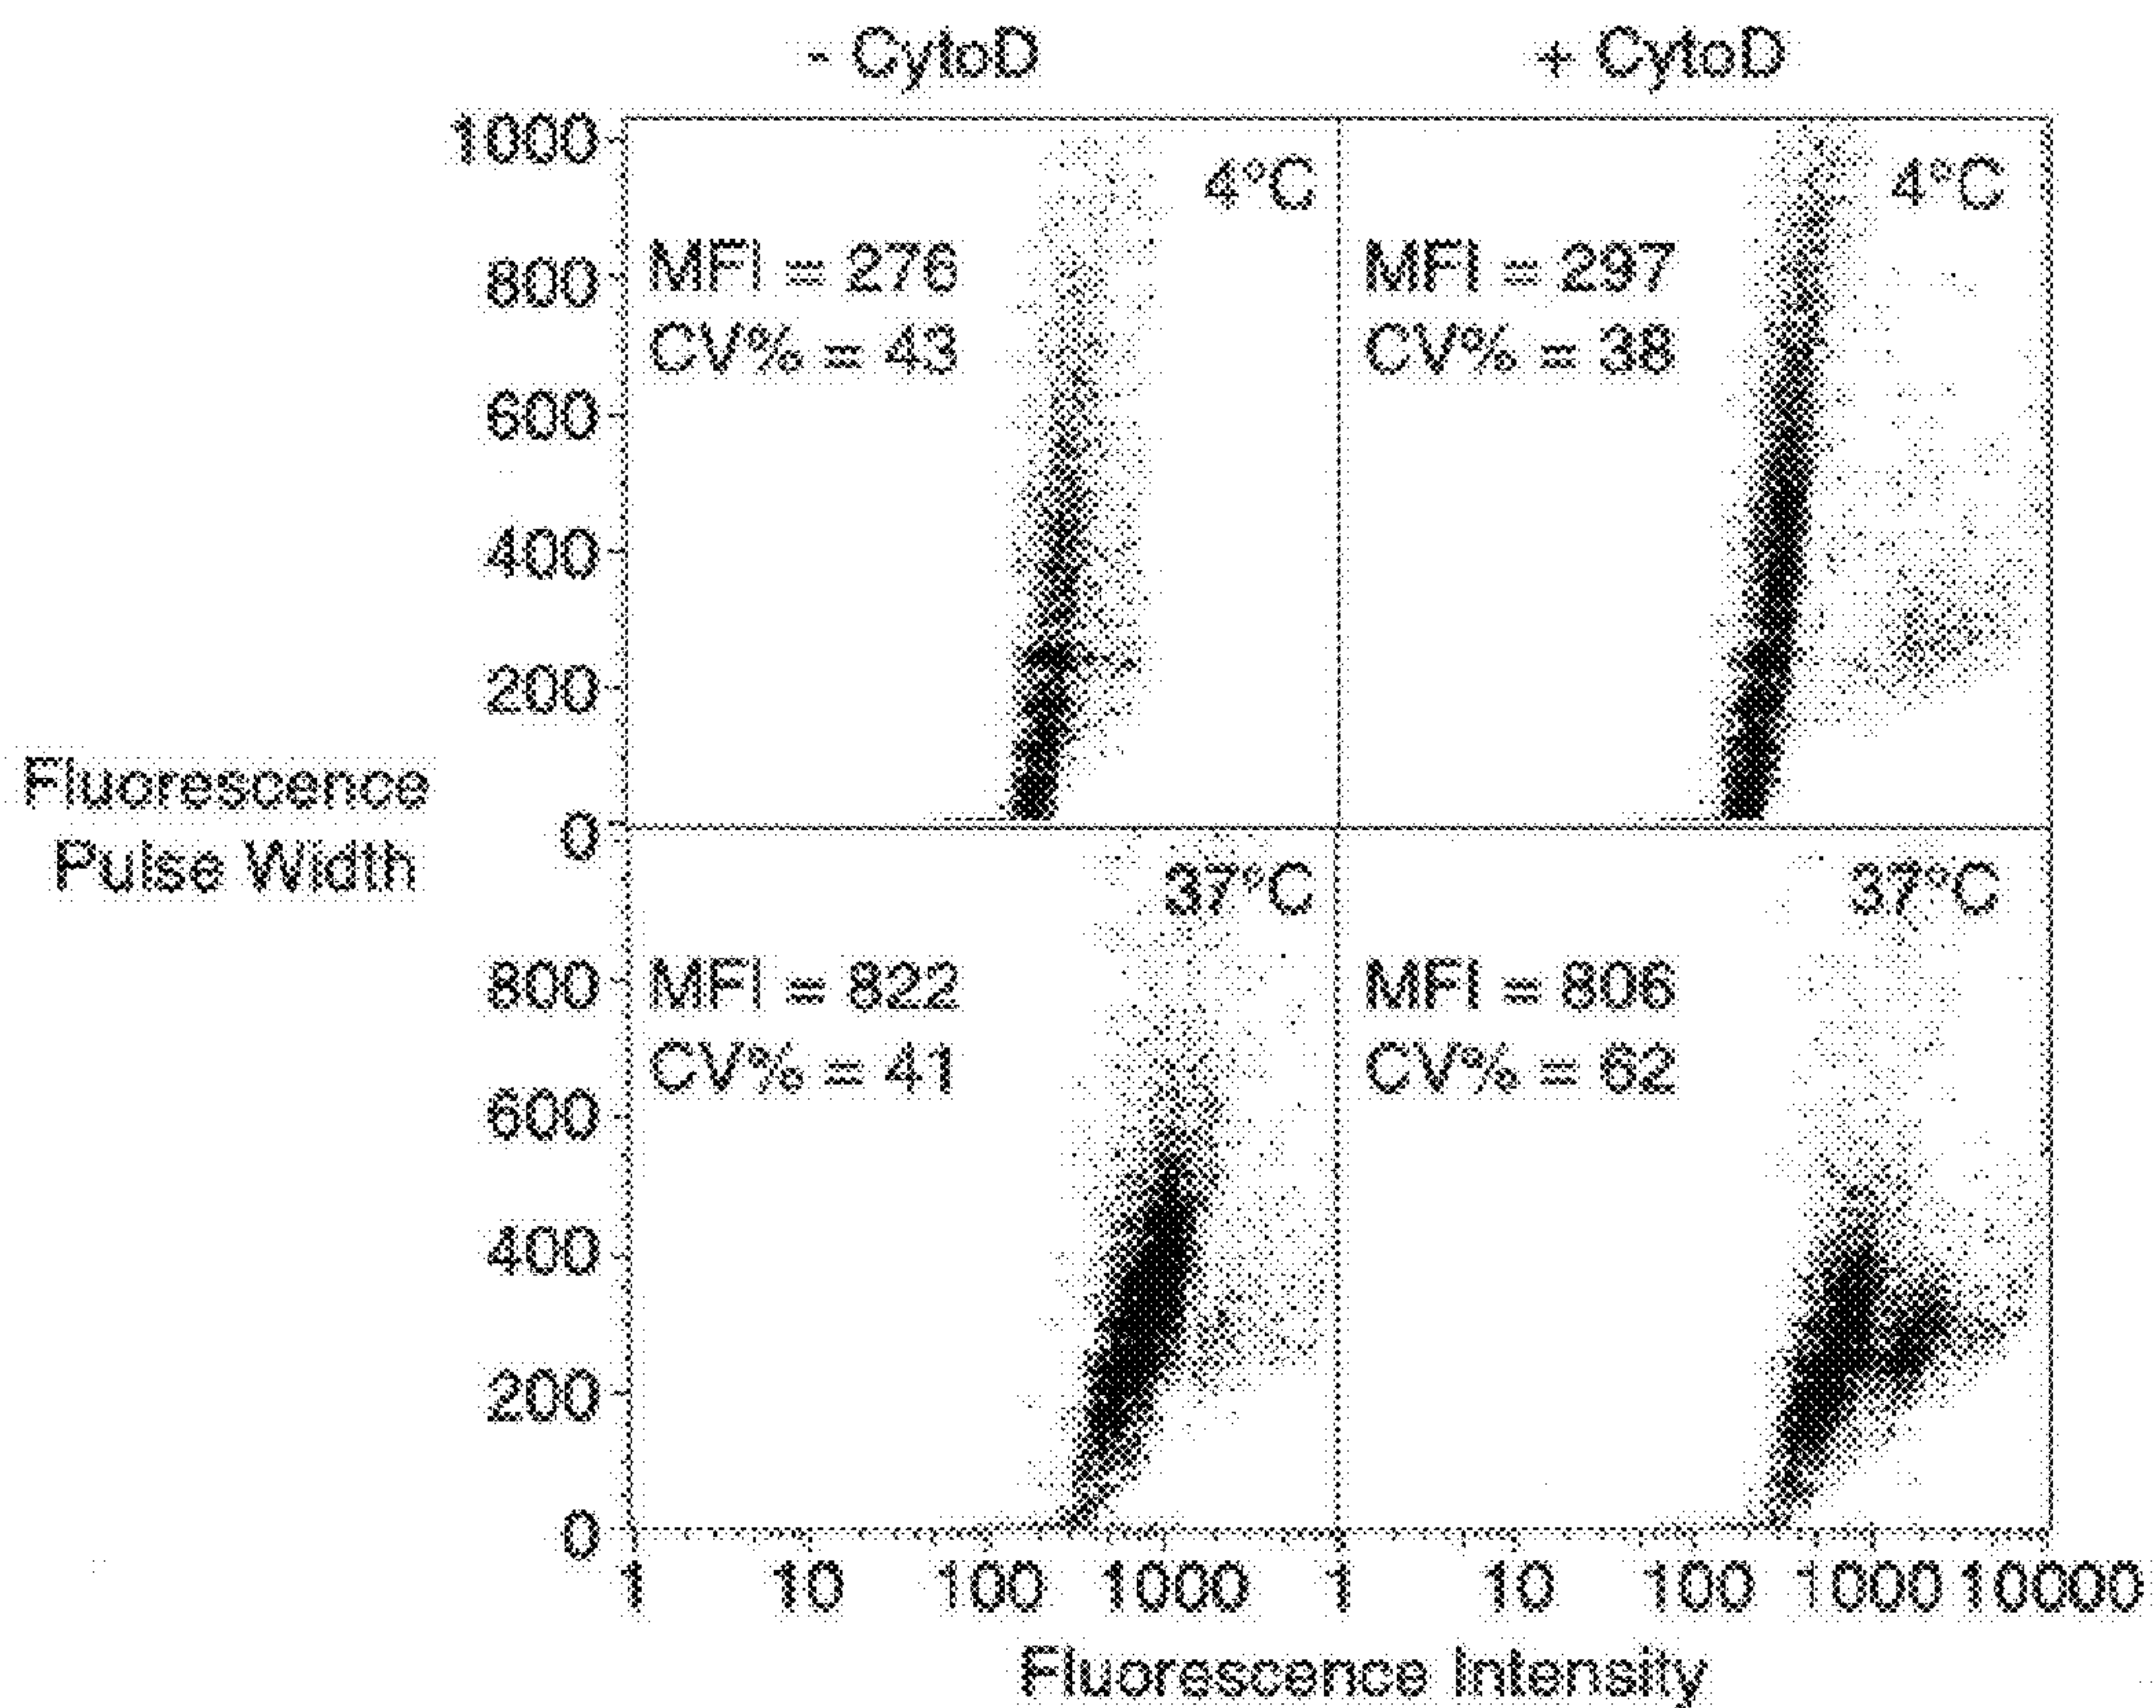 - CytoD
+ CytoD
1000
800
600
400
200
0
4°C
MFI = 276
CV% = 43
4°C
MFI = 297
CV% = 38
Fluorescence
Pulse Width
800
600
400
200
0
37°C
MFI = 822
CV% = 41
37°C
MFI = 806
CV% = 62
1 10 100 1000 1 10 100 1000 10000
Fluorescence Intensity